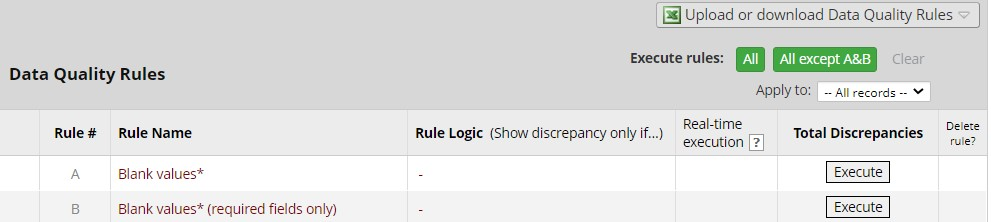 Upload or download Data Quality Rules
Execute rules: All All except A&B Clear
Data Quality Rules
Apply to: -- All records --
Rule # Rule Name Rule Logic (Show discrepancy only if...) Real-time execution ? Total Discrepancies Delete rule?
A Blank values* - Execute
B Blank values* (required fields only) - Execute